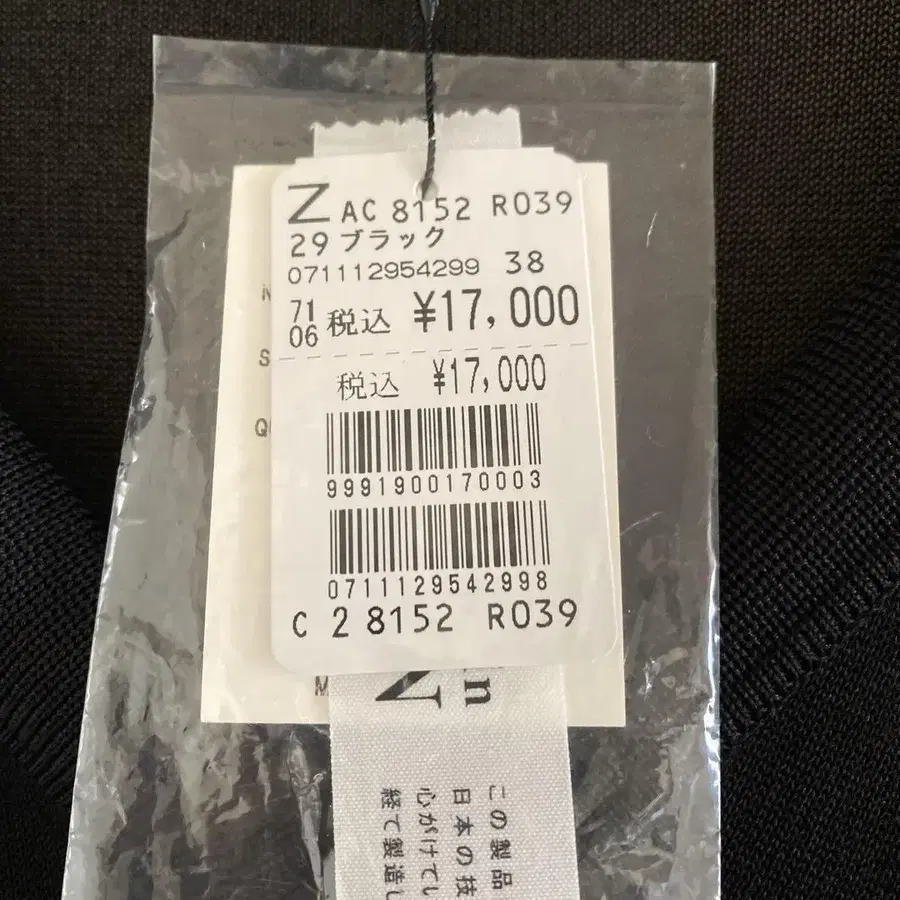 Z AC 8152 R039
29 ブラック
071112954299 38
71
06 税込 ¥17,000
税込 ¥17,000
9991900170003
0711129542998
C 2 8152 R039
N
S
M
この製品
日本の技
心がけてい
経て製造し